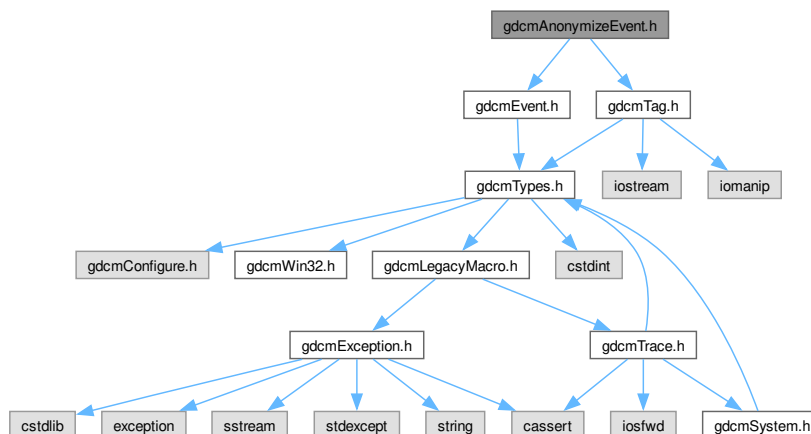 gdcmAnonymizeEvent.h
gdcmEvent.h
gdcmTag.h
gdcmTypes.h
iostream
iomanip
gdcmConfigure.h
gdcmWin32.h
gdcmLegacyMacro.h
cstdint
gdcmException.h
gdcmTrace.h
cstdlib
exception
sstream
stdexcept
string
cassert
iosfwd
gdcmSystem.h